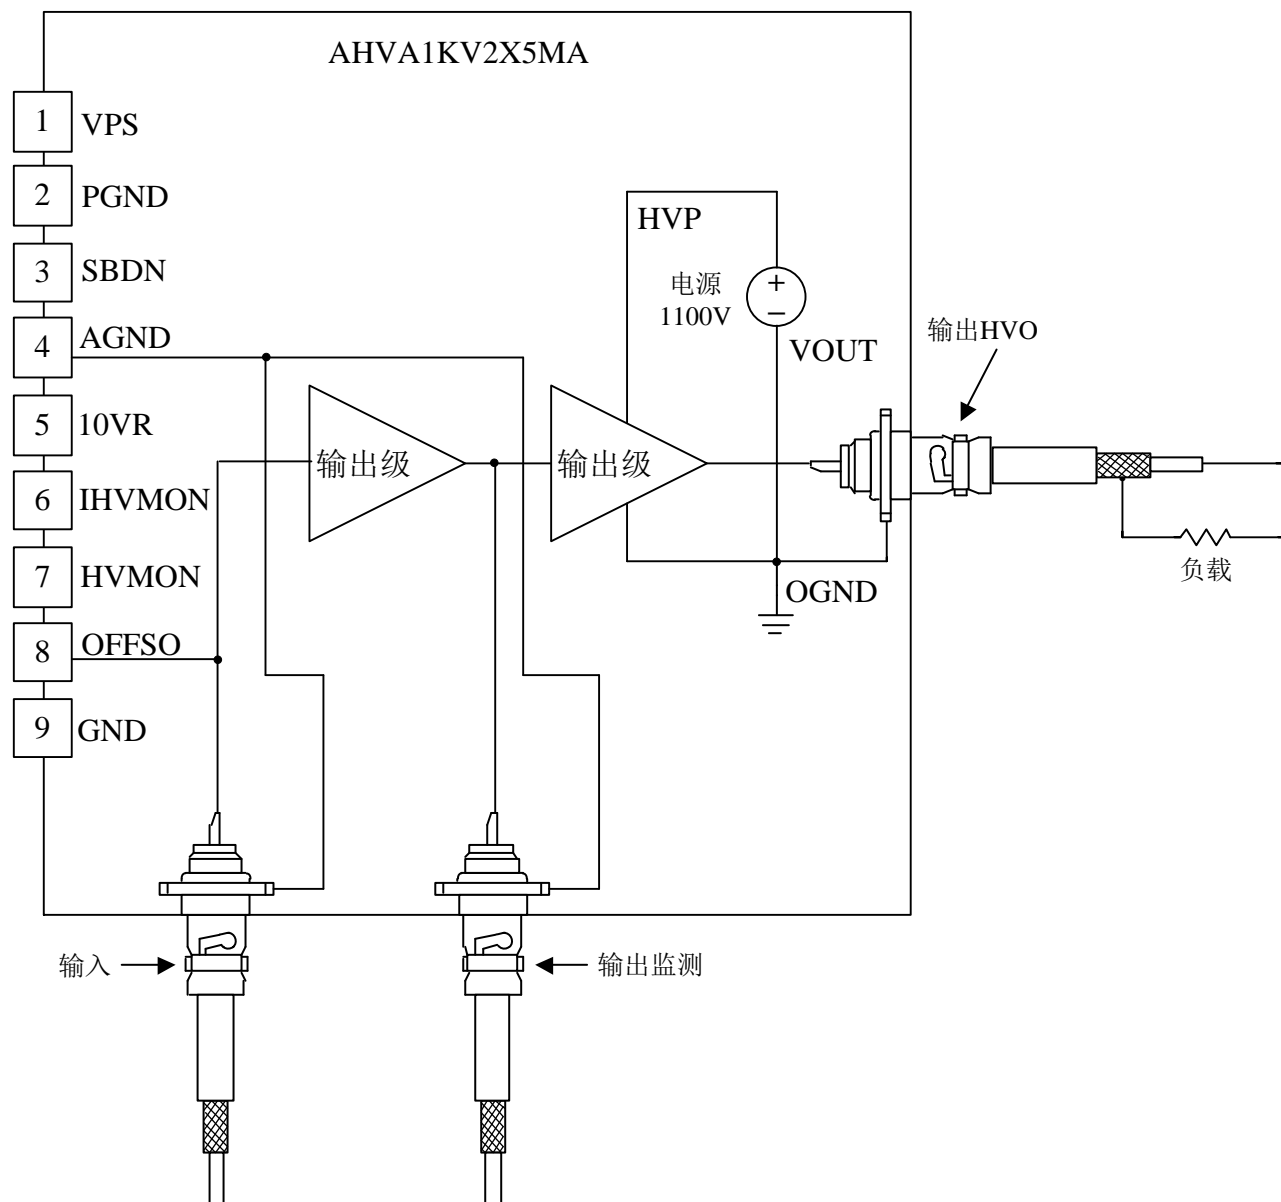 AHVA1KV2X5MA
1 VPS
2 PGND
3 SBDN
4 AGND
5 10VR
6 IHVMON
7 HVMON
8 OFFSO
9 GND
HVP
电源
1100V
+
−
VOUT
输出HVO
输出级
输出级
OGND
负载
输入
输出监测